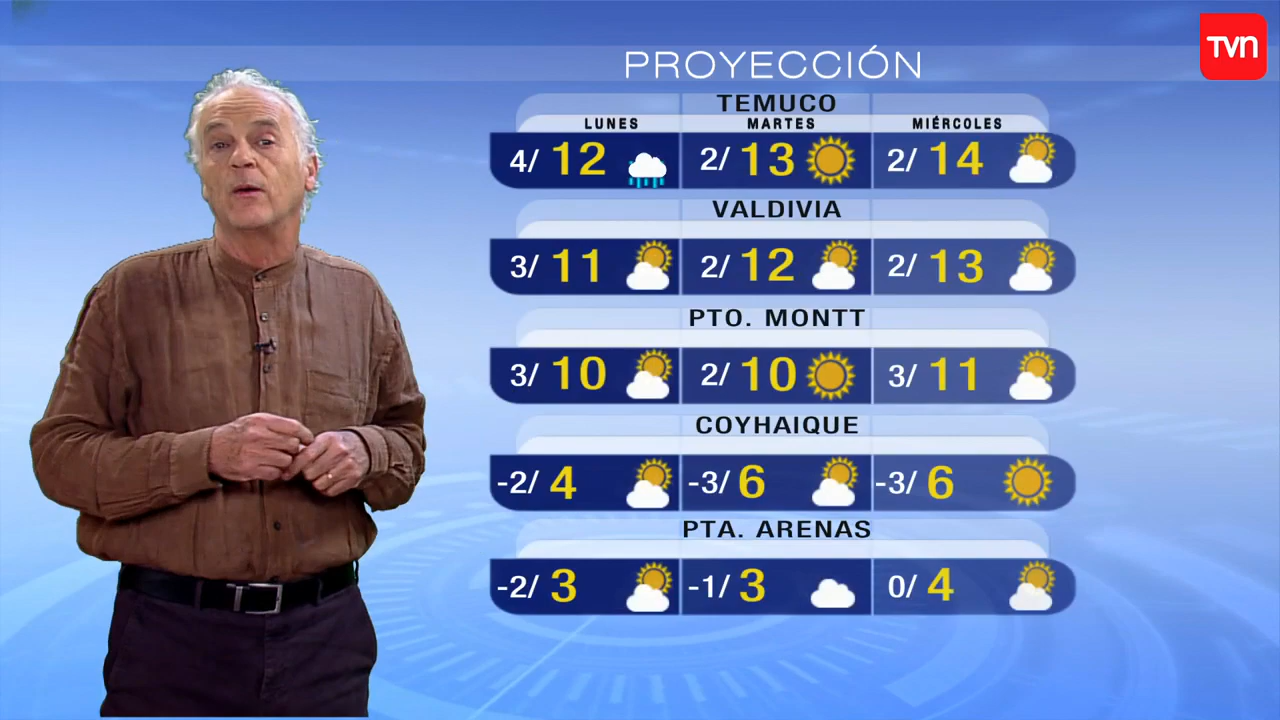 TVN
PROYECCIÓN
TEMUCO
LUNES MARTES MIÉRCOLES
4/ 12 2/ 13 2/ 14
VALDIVIA
3/ 11 2/ 12 2/ 13
PTO. MONTT
3/ 10 2/ 10 3/ 11
COYHAIQUE
-2/ 4 -3/ 6 -3/ 6
PTA. ARENAS
-2/ 3 -1/ 3 0/ 4